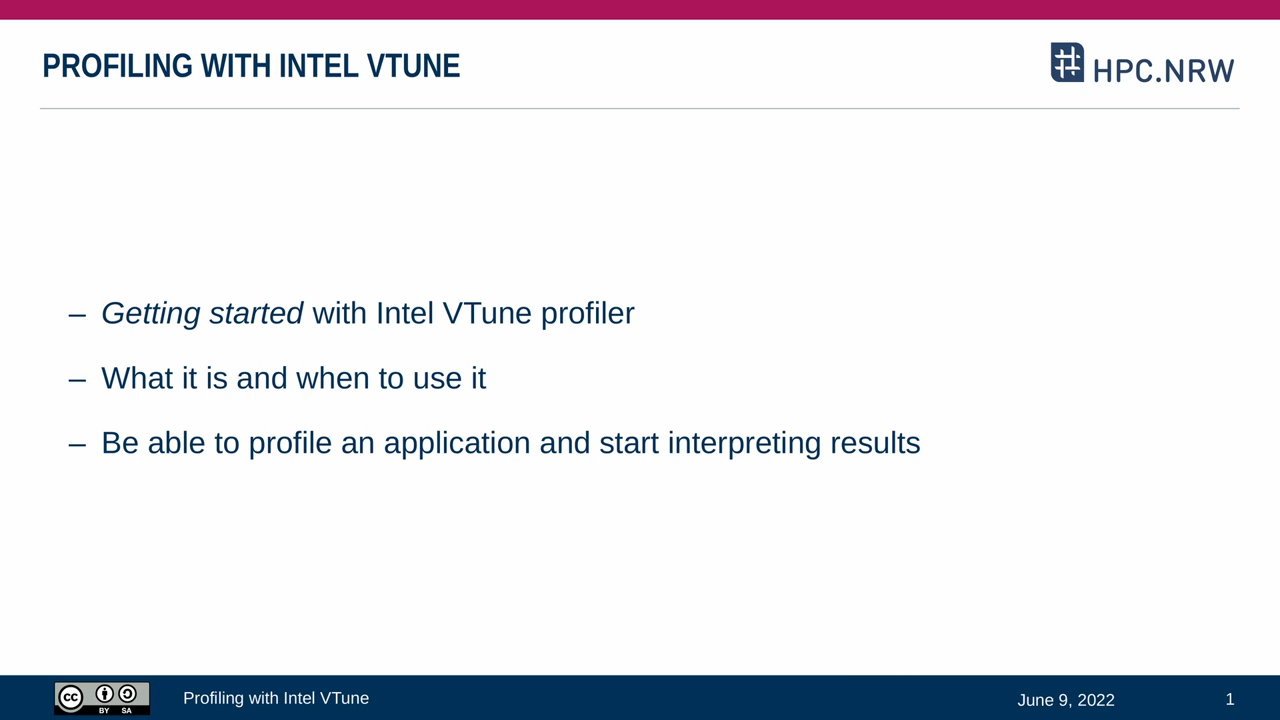 PROFILING WITH INTEL VTUNE
HPC.NRW
– Getting started with Intel VTune profiler
– What it is and when to use it
– Be able to profile an application and start interpreting results
cc BY SA
Profiling with Intel VTune
June 9, 2022
1